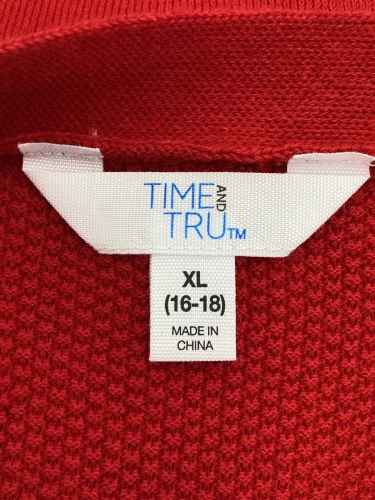 TIME AND
TRU™
XL
(16-18)
MADE IN
CHINA